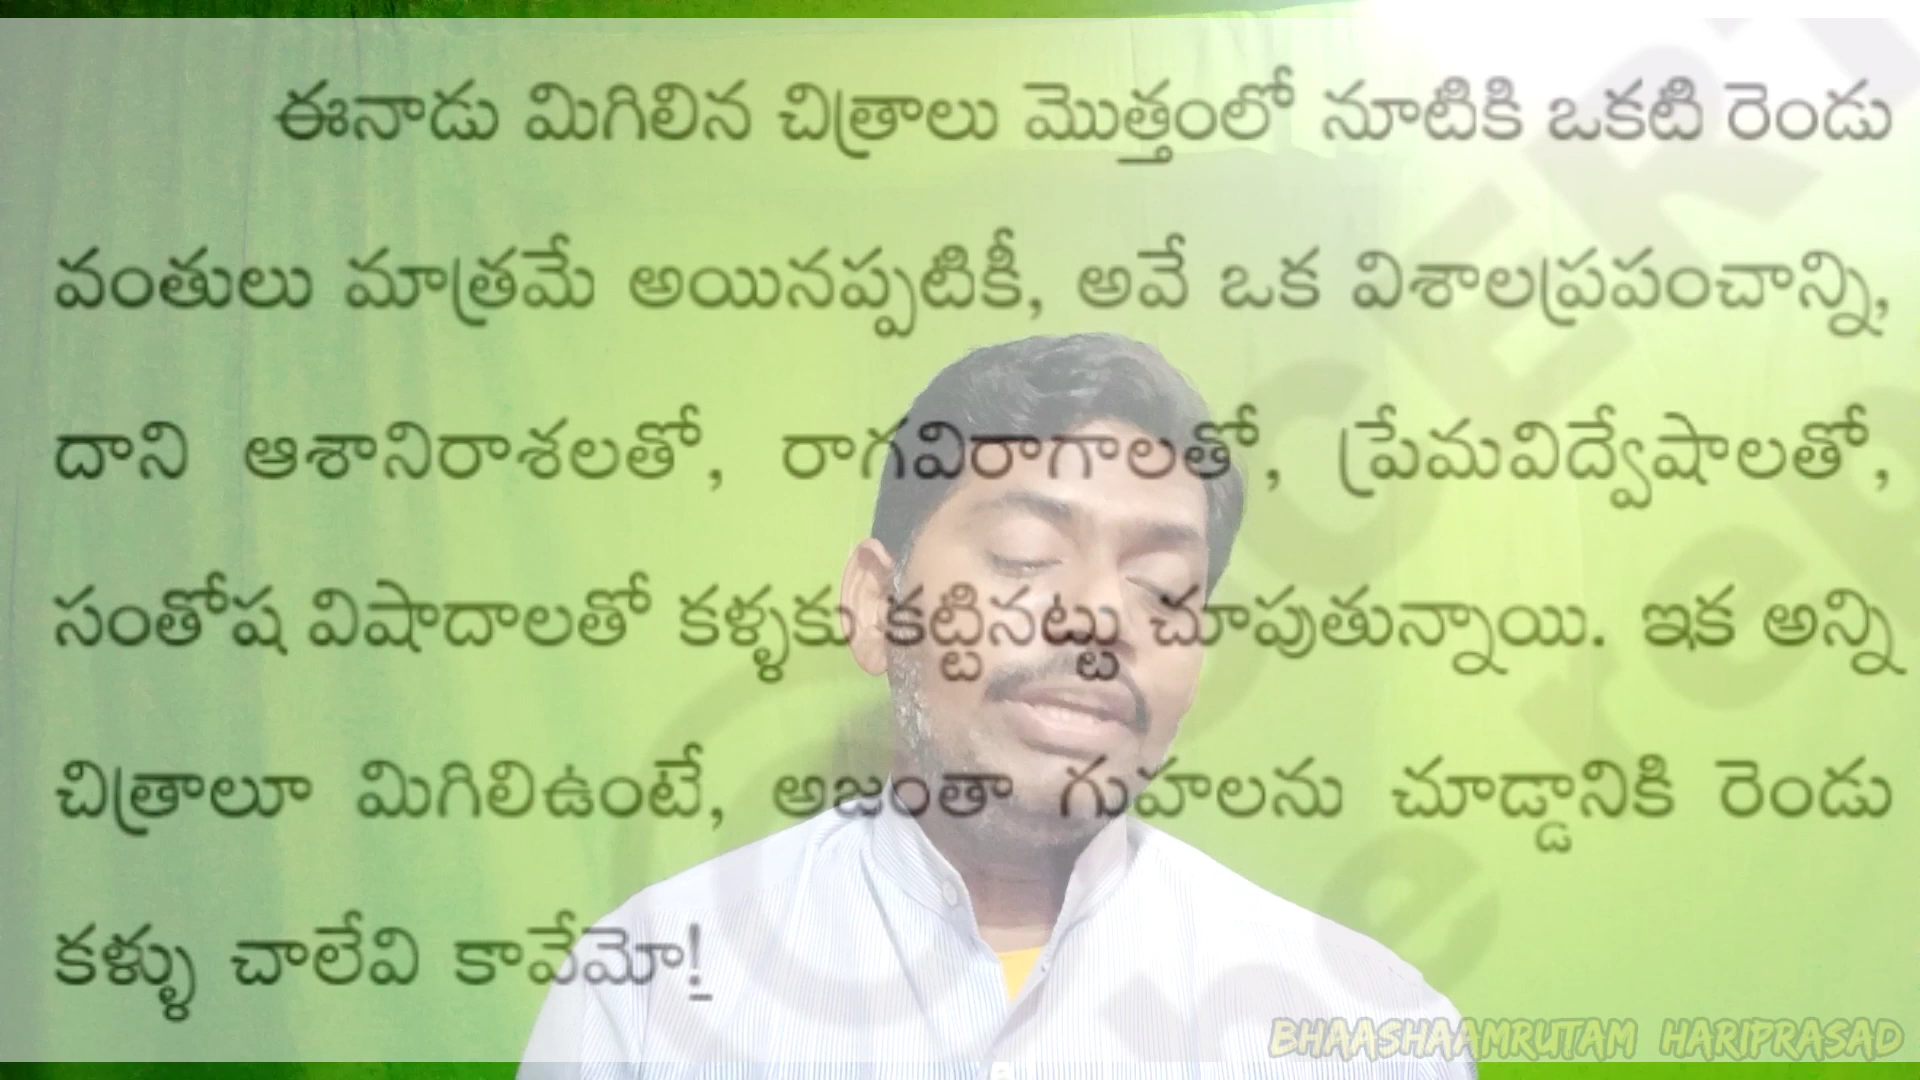 ఈనాడు మిగిలిన చిత్రాలు మొత్తంలో నూటికి ఒకటి రెండు
వంతులు మాత్రమే అయినప్పటికీ, అవే ఒక విశాలప్రపంచాన్ని,
దాని ఆశానిరాశలతో, రాగవిరాగాలతో, ప్రేమవిద్వేషాలతో,
సంతోష విషాదాలతో కళ్ళకు కట్టినట్టు చూపుతున్నాయి. ఇక అన్ని
చిత్రాలూ మిగిలిఉంటే, అజంతా గుహలను చూడ్డానికి రెండు
కళ్ళు చాలేవి కావేమో!
BHAASHAAMRUTAM HARIPRASAD